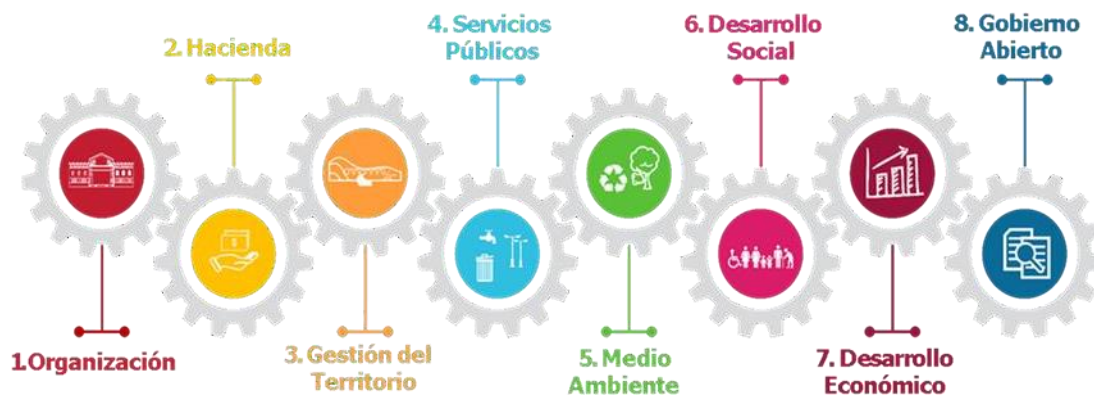 1.Organización
2. Hacienda
3. Gestión del
Territorio
4. Servicios
Públicos
5. Medio
Ambiente
6. Desarrollo
Social
7. Desarrollo
Económico
8. Gobierno
Abierto